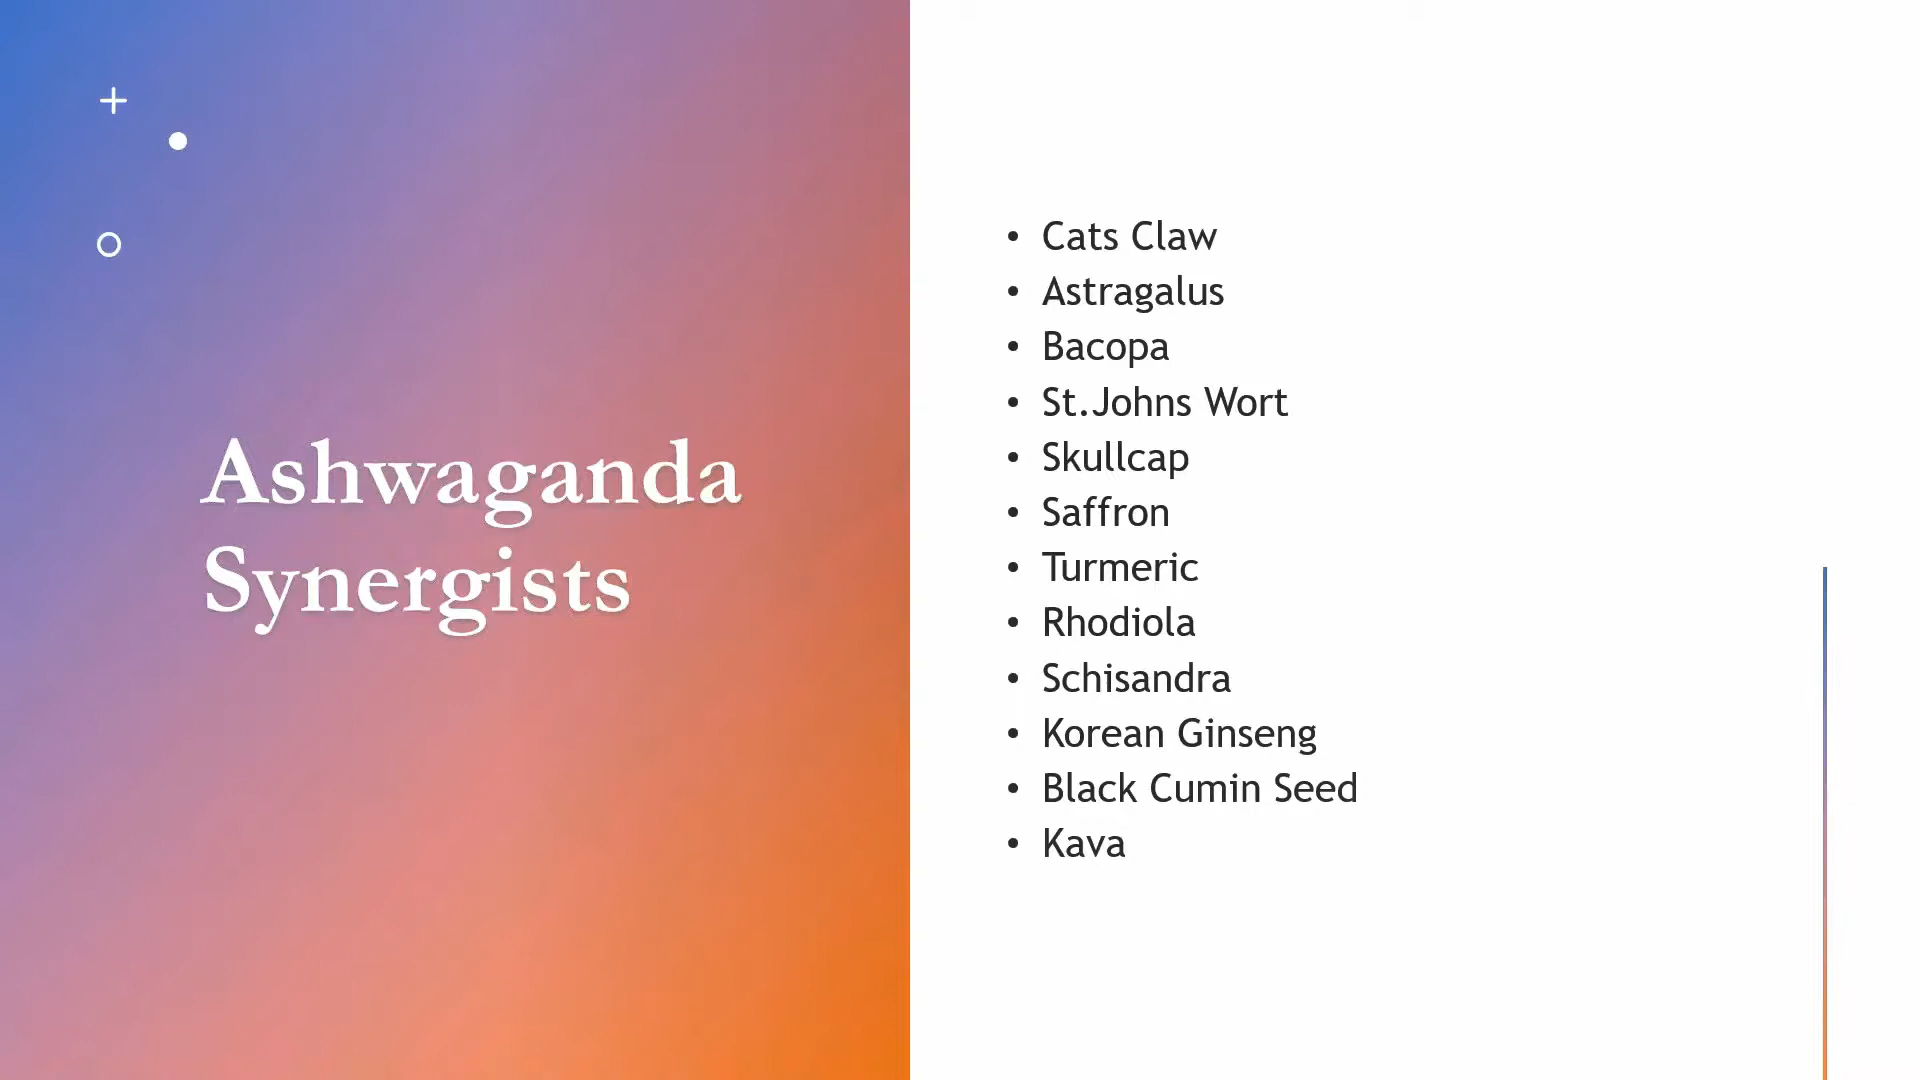 Ashwaganda
Synergists
• Cats Claw
• Astragalus
• Bacopa
• St.Johns Wort
• Skullcap
• Saffron
• Turmeric
• Rhodiola
• Schisandra
• Korean Ginseng
• Black Cumin Seed
• Kava